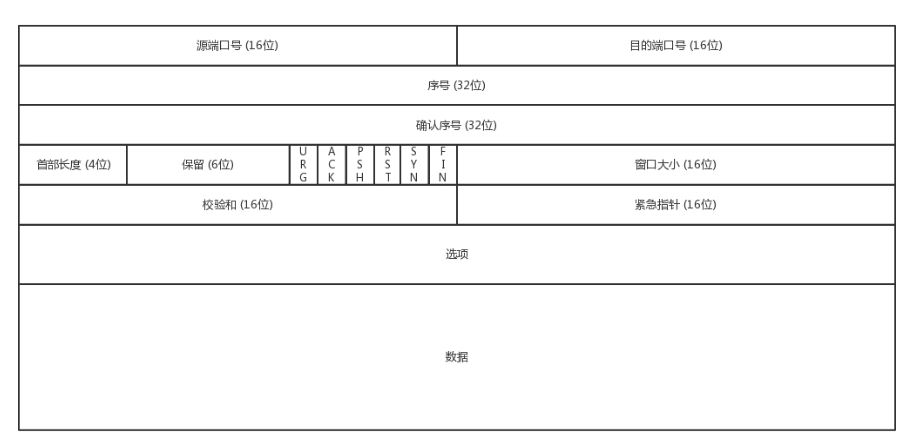 源端口号 (16位)
目的端口号 (16位)
序号 (32位)
确认序号 (32位)
首部长度 (4位)
保留 (6位)
URG
ACK
PSH
RST
SYN
FIN
窗口大小 (16位)
校验和 (16位)
紧急指针 (16位)
选项
数据